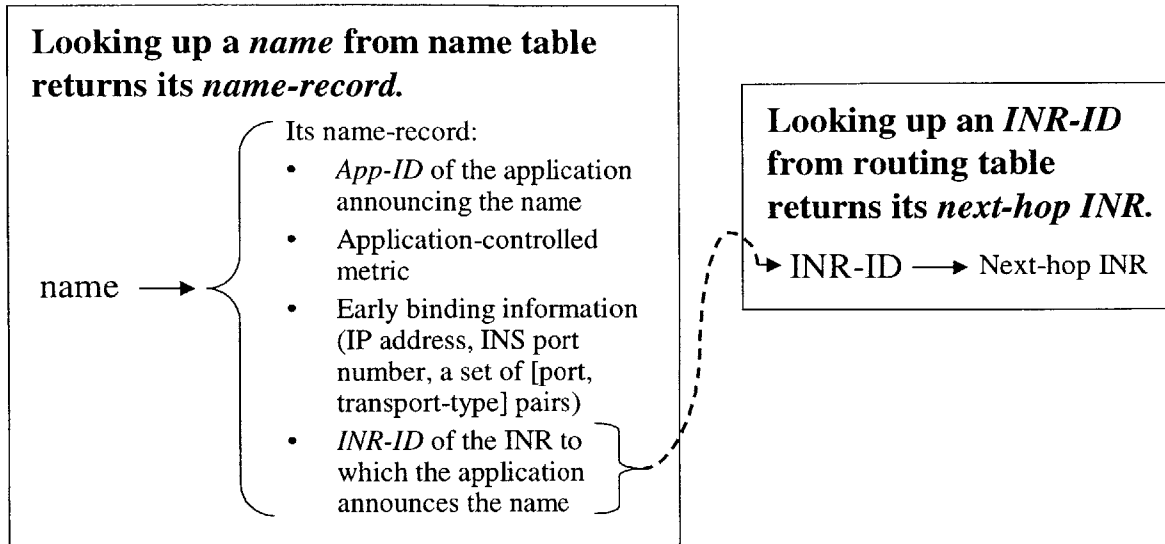 Looking up a name from name table
returns its name-record.
name
Its name-record:
• App-ID of the application
announcing the name
• Application-controlled
metric
• Early binding information
(IP address, INS port
number, a set of [port,
transport-type] pairs)
• INR-ID of the INR to
which the application
announces the name
Looking up an INR-ID
from routing table
returns its next-hop INR.
INR-ID
Next-hop INR